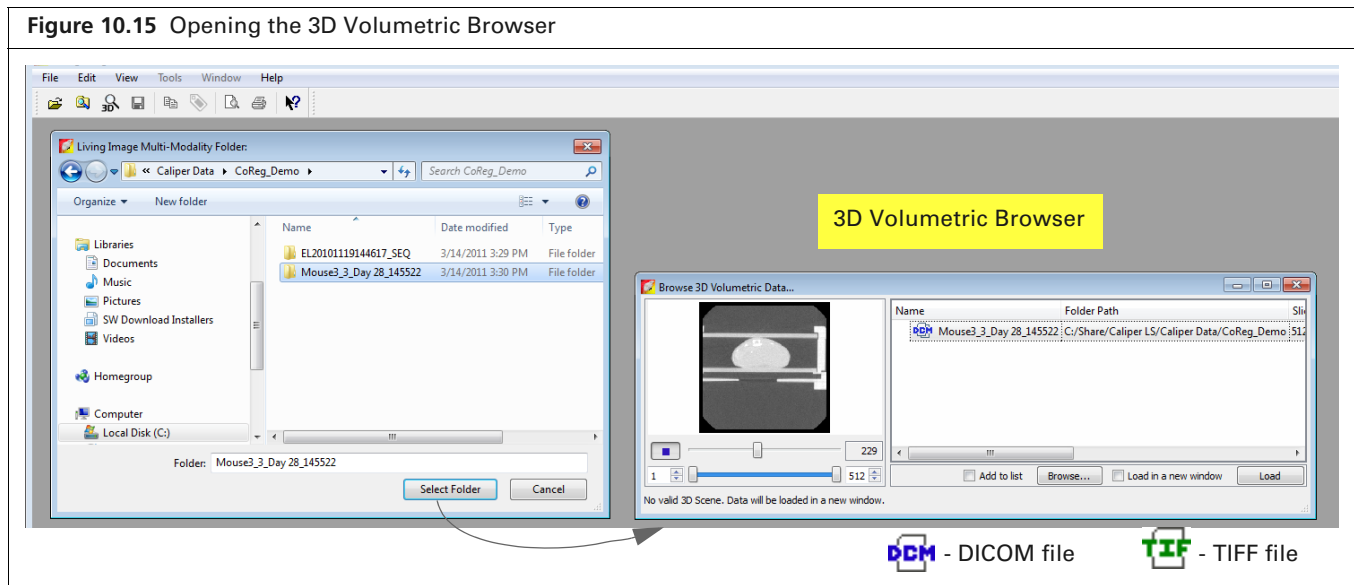 Figure 10.15 Opening the 3D Volumetric Browser
File Edit View Tools Window Help
3D
Living Image Multi-Modality Folder:
« Caliper Data CoReg_Demo
Search CoReg_Demo
Organize New folder
Name Date modified Type
Libraries
Documents
Music
Pictures
SW Download Installers
Videos
Homegroup
Computer
Local Disk (C:)
EL20101119144617_SEQ 3/14/2011 3:29 PM File folder
Mouse3_3_Day 28_145522 3/14/2011 3:30 PM File folder
Folder: Mouse3_3_Day 28_145522
Select Folder Cancel
3D Volumetric Browser
Browse 3D Volumetric Data...
Name Folder Path Sli
DCM Mouse3_3_Day 28_145522 C:/Share/Caliper LS/Caliper Data/CoReg_Demo 512
229
1 512
Add to list Browse... Load in a new window Load
No valid 3D Scene. Data will be loaded in a new window.
DCM - DICOM file TIF - TIFF file